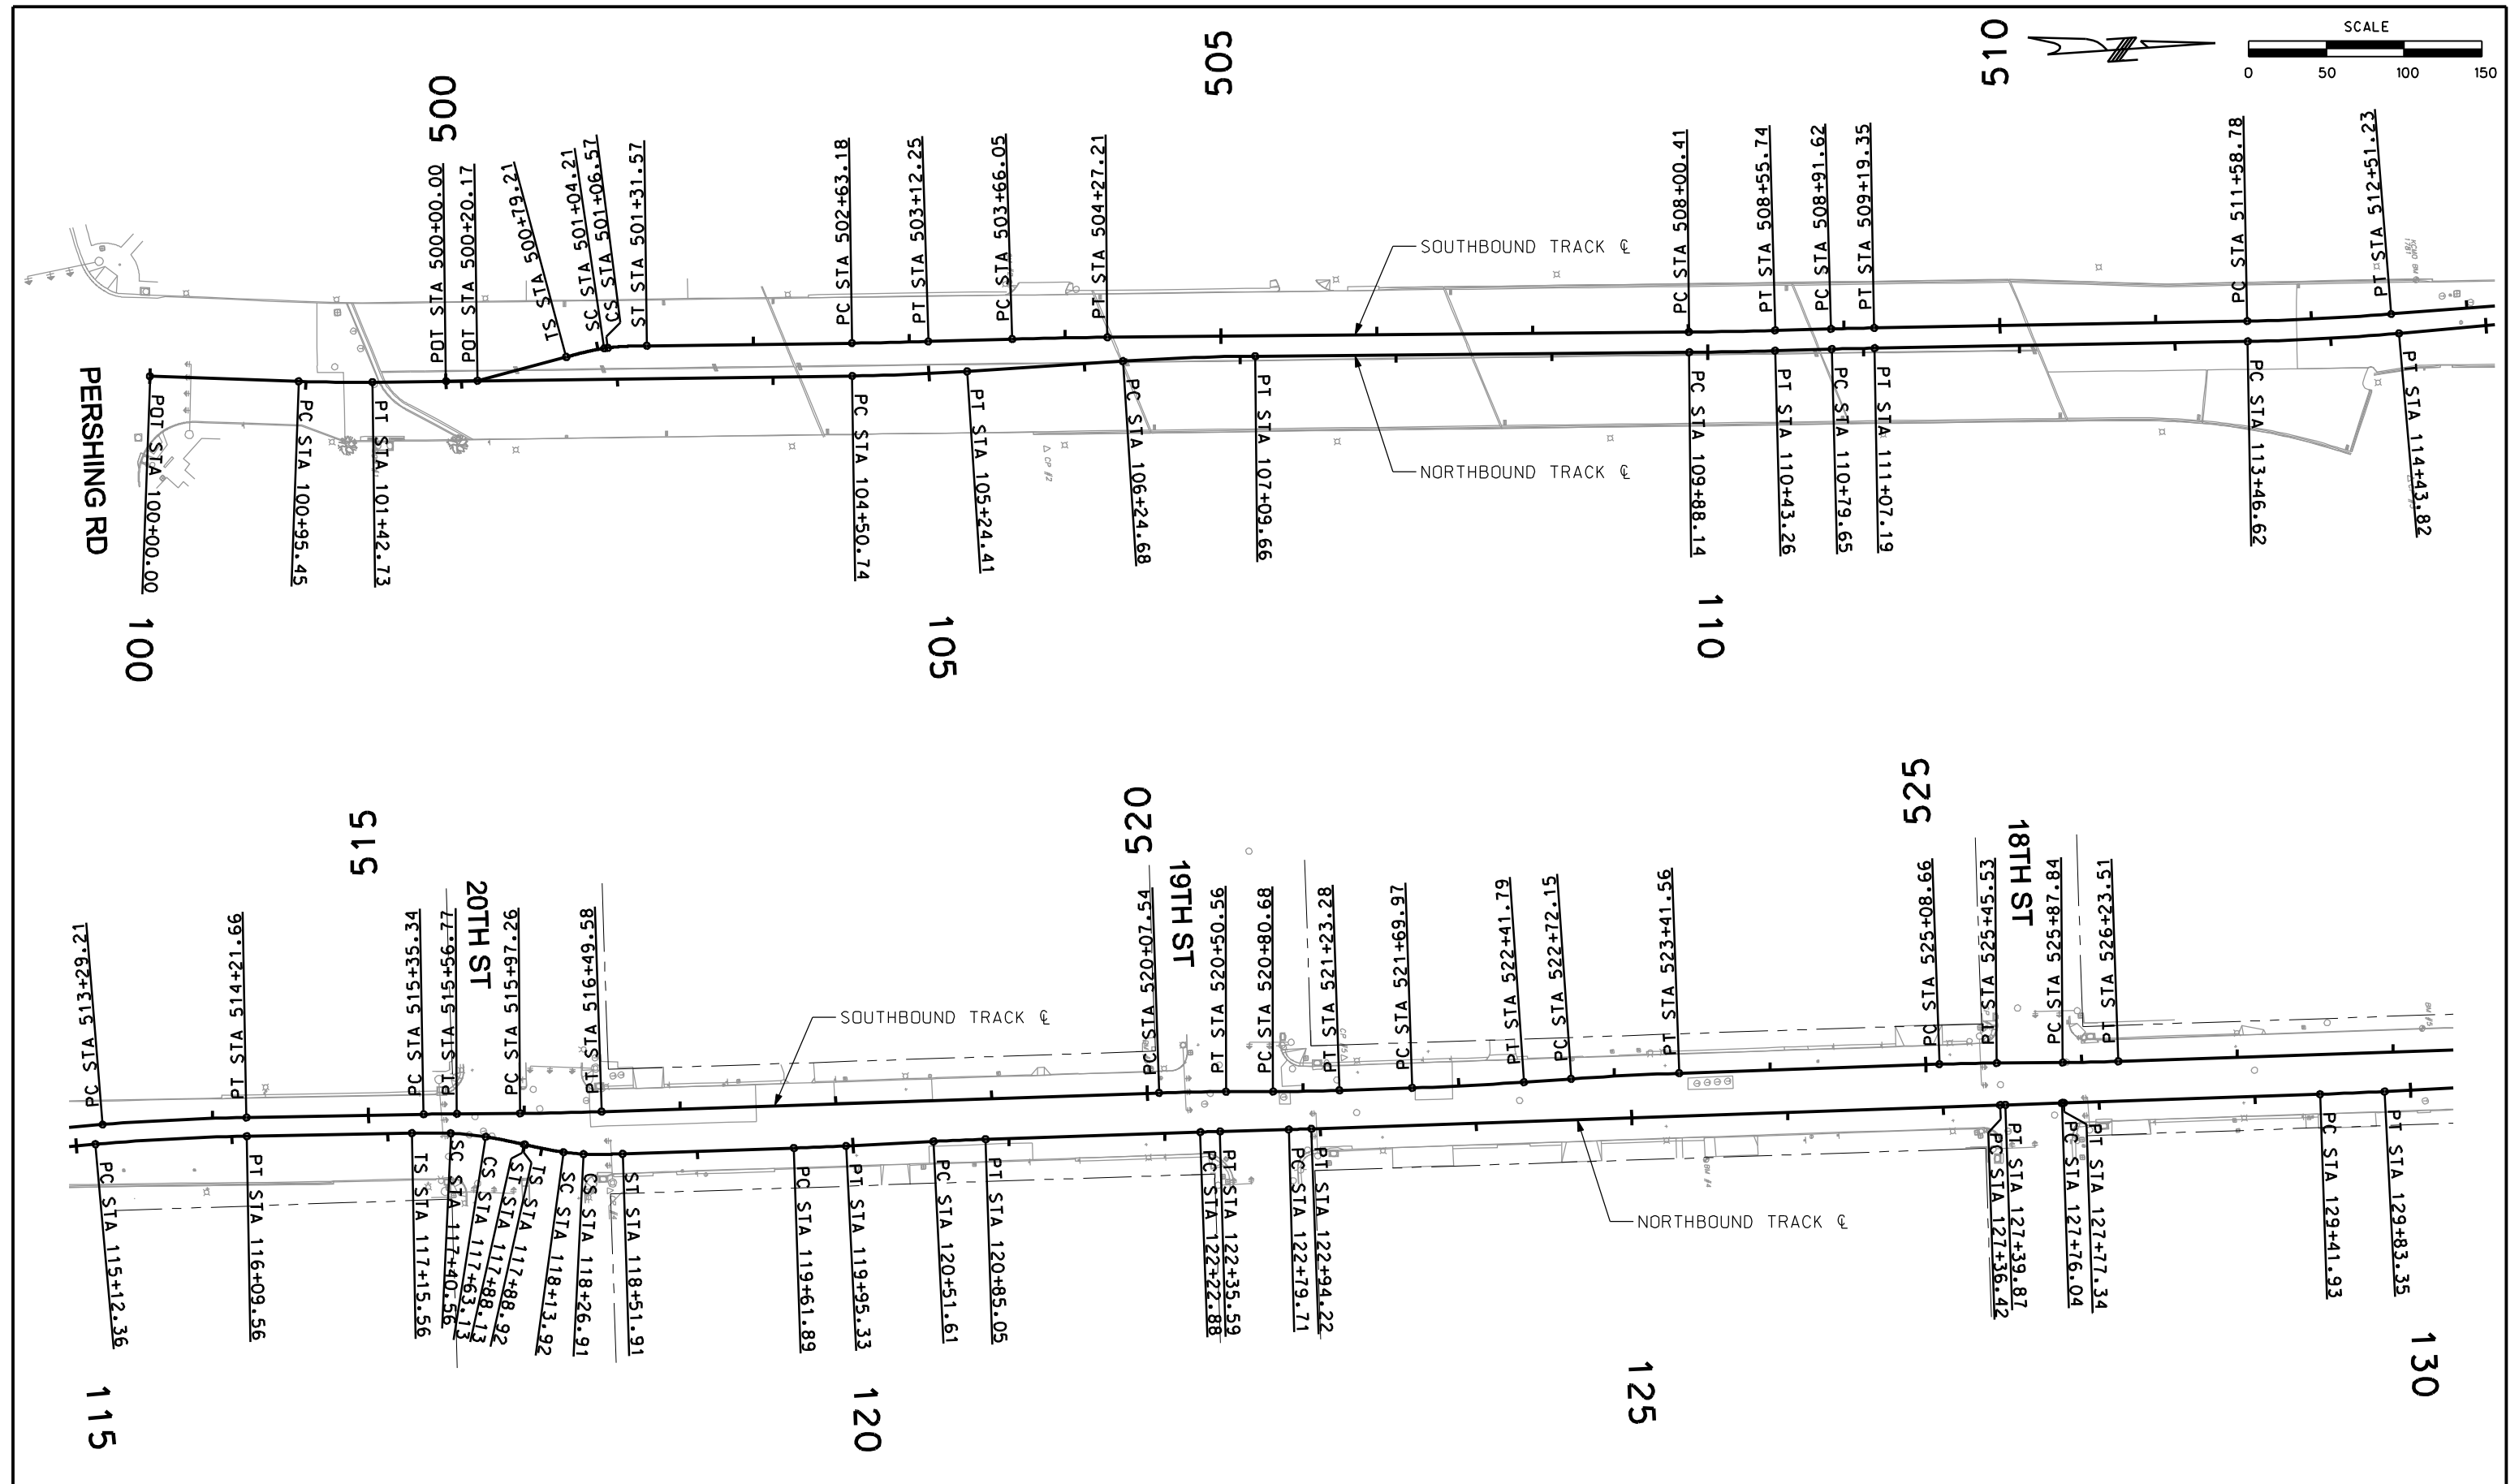 SCALE
0 50 100 150
500
505
510
POT STA 500+00.00
POT STA 500+20.17
TS STA 500+79.21
SC STA 501+04.21
CS STA 501+06.57
ST STA 501+31.57
PC STA 502+63.18
PT STA 503+12.25
PC STA 503+66.05
PT STA 504+27.21
PC STA 508+00.41
PT STA 508+55.74
PC STA 508+91.62
PT STA 509+19.35
PC STA 511+58.78
PT STA 512+51.23
SOUTHBOUND TRACK ℄
NORTHBOUND TRACK ℄
CP #2
PERSHING RD
POT STA 100+00.00
PC STA 100+95.45
PT STA 101+42.73
PC STA 104+50.74
PT STA 105+24.41
PC STA 106+24.68
PT STA 107+09.66
PC STA 109+88.14
PT STA 110+43.26
PC STA 110+79.65
PT STA 111+07.19
PC STA 113+46.62
PT STA 114+43.82
100
105
110
515
520
525
20TH ST
19TH ST
18TH ST
PC STA 513+29.21
PT STA 514+21.66
PC STA 515+35.34
PT STA 515+56.77
PC STA 515+97.26
PT STA 516+49.58
PC STA 520+07.54
PT STA 520+50.56
PC STA 520+80.68
PT STA 521+23.28
PC STA 521+69.97
PT STA 522+41.79
PC STA 522+72.15
PT STA 523+41.56
PC STA 525+08.66
PT STA 525+45.53
PC STA 525+87.84
PT STA 526+23.51
SOUTHBOUND TRACK ℄
NORTHBOUND TRACK ℄
BM #4
BM #5
PC STA 115+12.36
PT STA 116+09.56
TS STA 117+15.56
SC STA 117+40.56
CS STA 117+63.13
ST STA 117+88.13
TS STA 117+88.92
SC STA 118+13.92
CS STA 118+26.91
ST STA 118+51.91
PC STA 119+61.89
PT STA 119+95.33
PC STA 120+51.61
PT STA 120+85.05
PC STA 122+22.88
PT STA 122+35.59
PC STA 122+79.71
PT STA 122+94.22
PC STA 127+36.42
PT STA 127+39.87
PC STA 127+76.04
PT STA 127+77.34
PC STA 129+41.93
PT STA 129+83.35
115
120
125
130